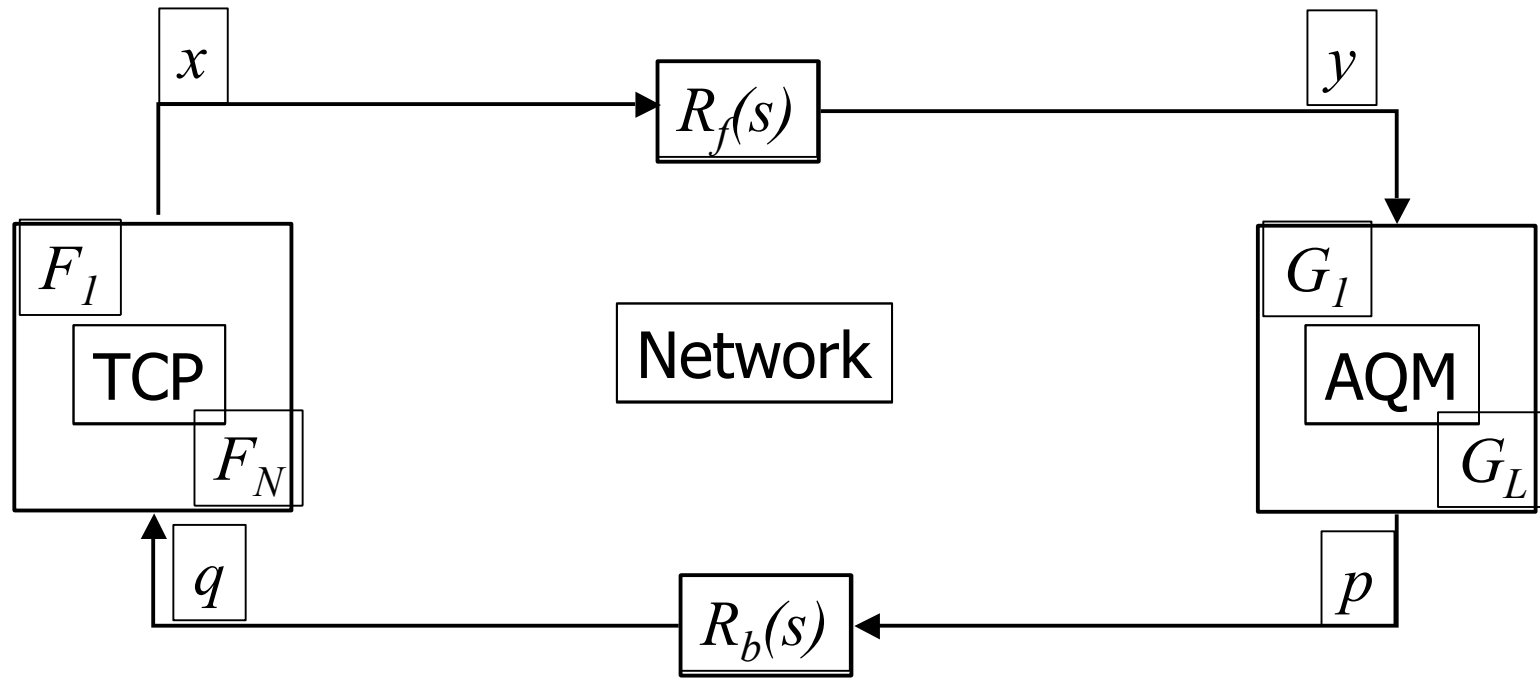 x
R_f(s)
y
F_1
TCP
F_N
Network
G_1
AQM
G_L
q
R_b(s)
p